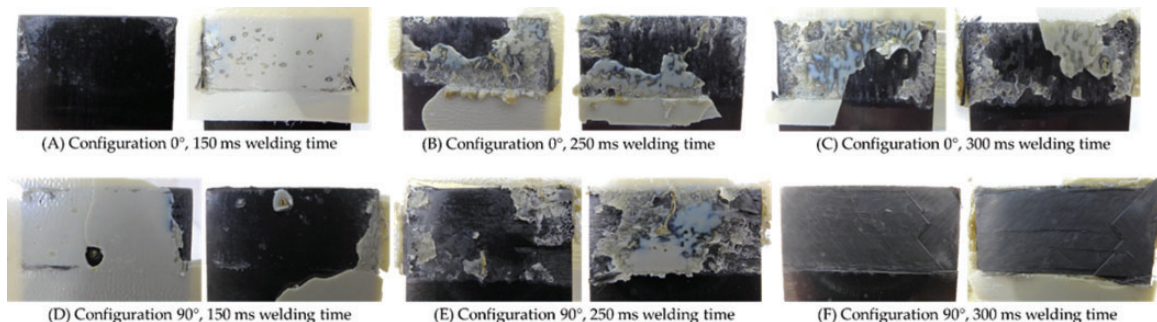 (A) Configuration 0°, 150 ms welding time
(B) Configuration 0°, 250 ms welding time
(C) Configuration 0°, 300 ms welding time
(D) Configuration 90°, 150 ms welding time
(E) Configuration 90°, 250 ms welding time
(F) Configuration 90°, 300 ms welding time